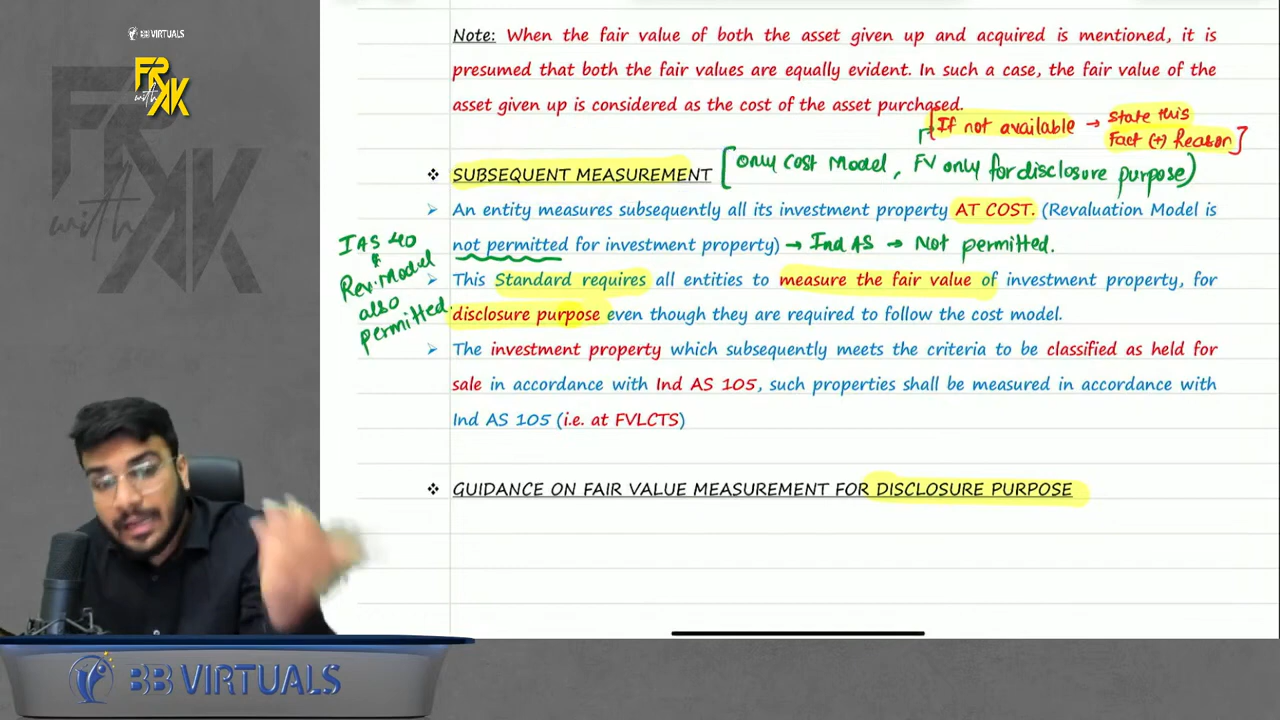 BB VIRTUALS
FR
with
AK
FR
with
AK
Note: When the fair value of both the asset given up and acquired is mentioned, it is
presumed that both the fair values are equally evident. In such a case, the fair value of the
asset given up is considered as the cost of the asset purchased.
[If not available → State this
Fact (+) Reason]
❖ SUBSEQUENT MEASUREMENT [Only Cost Model, FV only for disclosure purpose)
➢ An entity measures subsequently all its investment property AT COST. (Revaluation Model is
not permitted for investment property) → Ind AS → Not permitted.
IAS 40
Rev. Model
also
permitted.
➢ This Standard requires all entities to measure the fair value of investment property, for
disclosure purpose even though they are required to follow the cost model.
➢ The investment property which subsequently meets the criteria to be classified as held for
sale in accordance with Ind AS 105, such properties shall be measured in accordance with
Ind AS 105 (i.e. at FVLCTS)
❖ GUIDANCE ON FAIR VALUE MEASUREMENT FOR DISCLOSURE PURPOSE
BB VIRTUALS